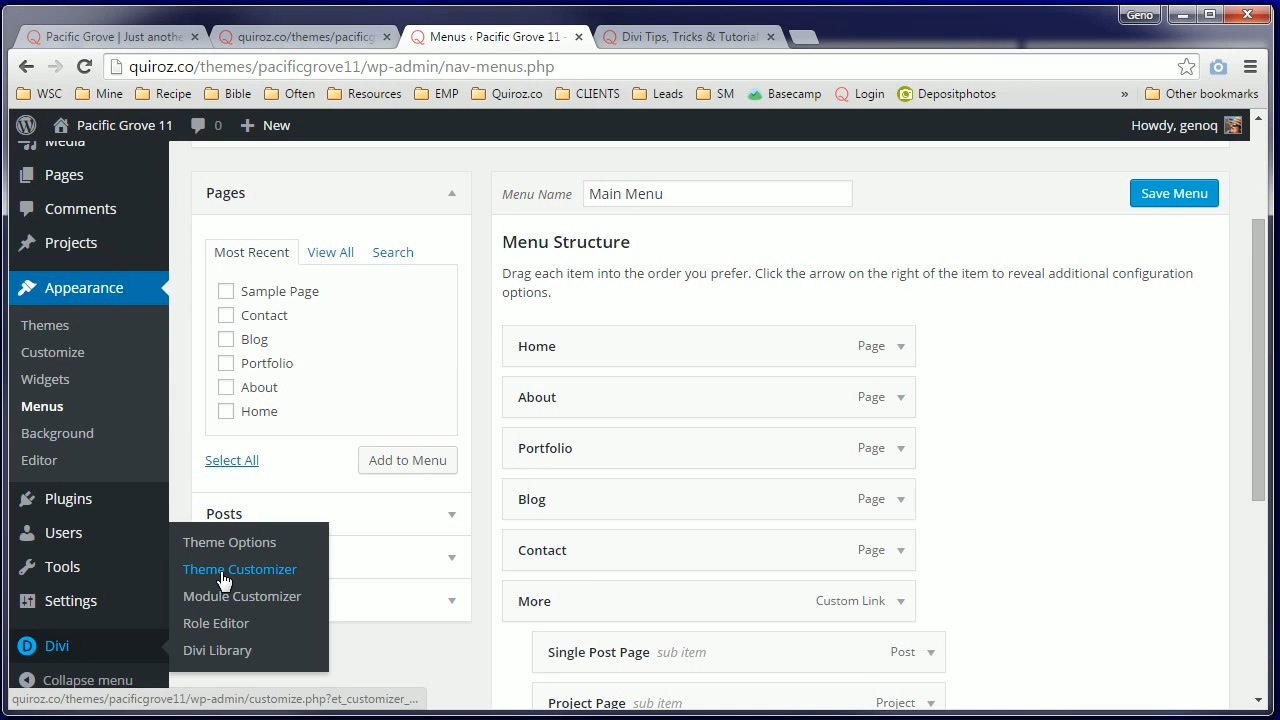 Geno
Pacific Grove | Just anothe
quiroz.co/themes/pacificg
Menus ‹ Pacific Grove 11 -
Divi Tips, Tricks & Tutorial
quiroz.co/themes/pacificgrove11/wp-admin/nav-menus.php
WSC Mine Recipe Bible Often Resources EMP Quiroz.co CLIENTS Leads SM Basecamp Login Depositphotos » Other bookmarks
Pacific Grove 11 0 New Howdy, genoq
Media
Pages
Comments
Projects
Appearance
Themes
Customize
Widgets
Menus
Background
Editor
Plugins
Users
Tools
Settings
Divi
Collapse menu
Theme Options
Theme Customizer
Module Customizer
Role Editor
Divi Library
Pages
Most Recent View All Search
Sample Page
Contact
Blog
Portfolio
About
Home
Select All Add to Menu
Posts
Menu Name Main Menu Save Menu
Menu Structure
Drag each item into the order you prefer. Click the arrow on the right of the item to reveal additional configuration
options.
Home Page
About Page
Portfolio Page
Blog Page
Contact Page
More Custom Link
Single Post Page sub item Post
Project Page sub item Project
quiroz.co/themes/pacificgrove11/wp-admin/customize.php?et_customizer_...